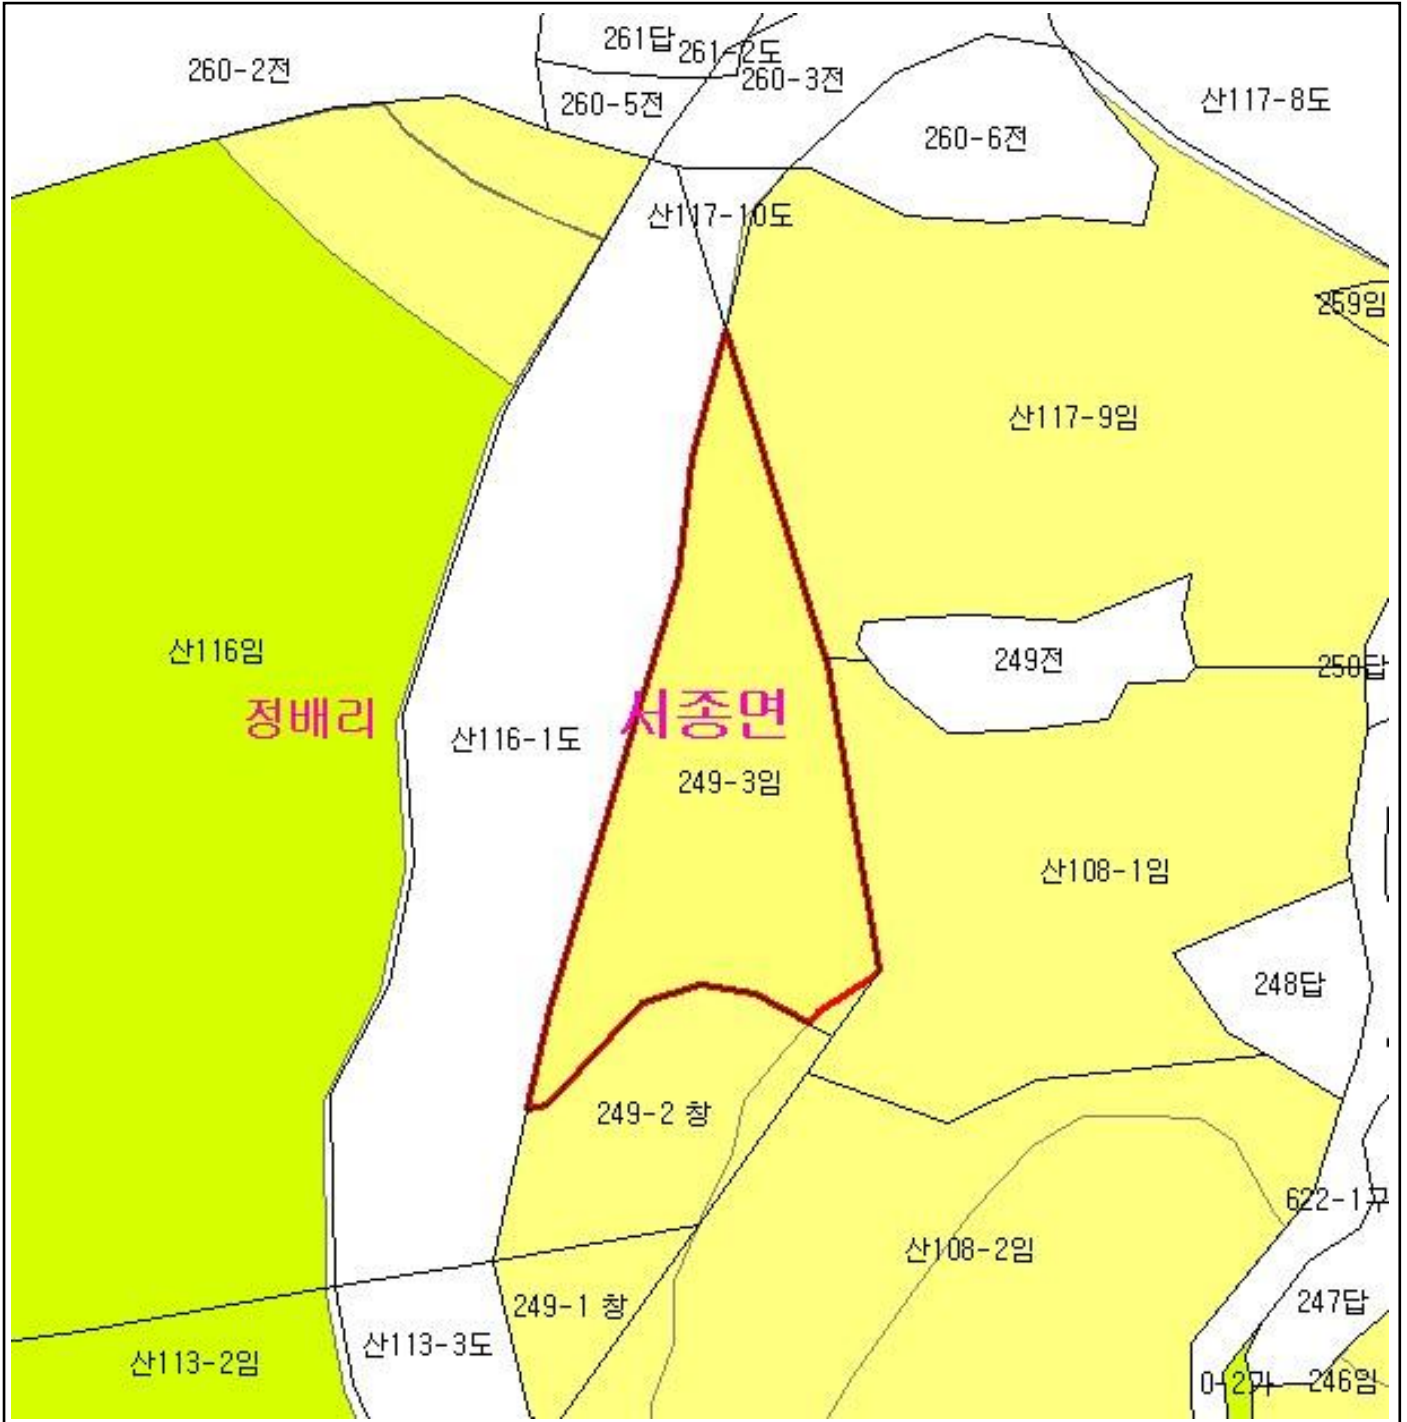 261답
261-2도
260-2전
260-3전
260-5전
산117-8도
260-6전
산117-10도
259임
산117-9임
산116임
249전
250답
정배리
서종면
산116-1도
249-3임
산108-1임
248답
249-2 창
622-1구
산108-2임
249-1 창
247답
산113-3도
산113-2임
246임